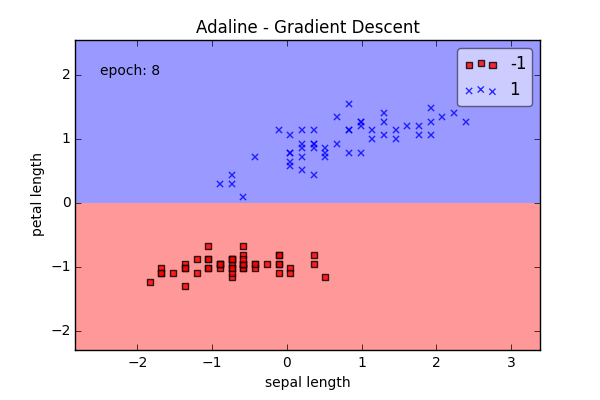 Adaline - Gradient Descent
epoch: 8
-1
1
2
1
0
−1
−2
petal length
−2 −1 0 1 2 3
sepal length